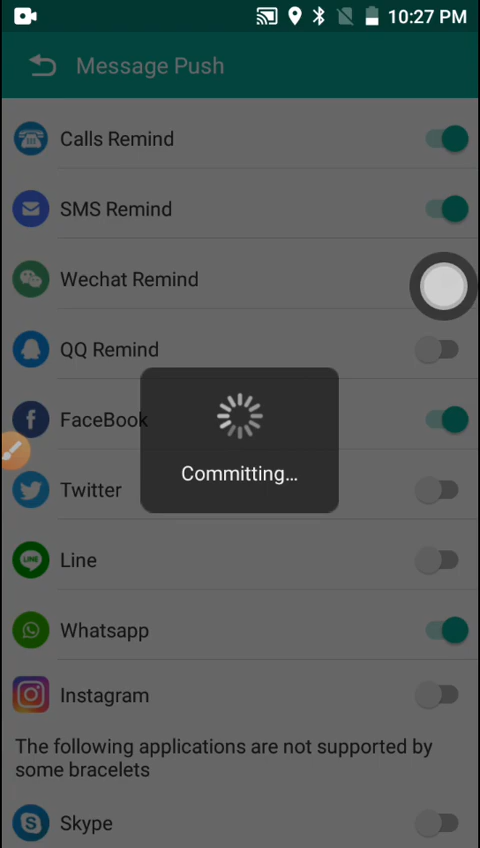 10:27 PM
Message Push
Calls Remind
SMS Remind
Wechat Remind
QQ Remind
FaceBook
Committing...
Twitter
LINE
Line
Whatsapp
Instagram
The following applications are not supported by
some bracelets
Skype